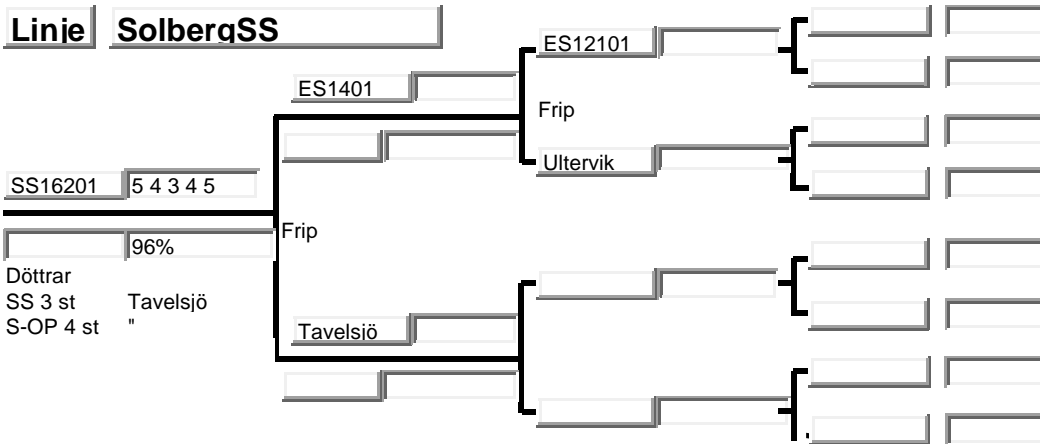 Linje SolbergSS
ES12101
ES1401
Frip
Ultervik
SS16201 5 4 3 4 5
Frip
96%
Döttrar
SS 3 st Tavelsjö
S-OP 4 st "
Tavelsjö